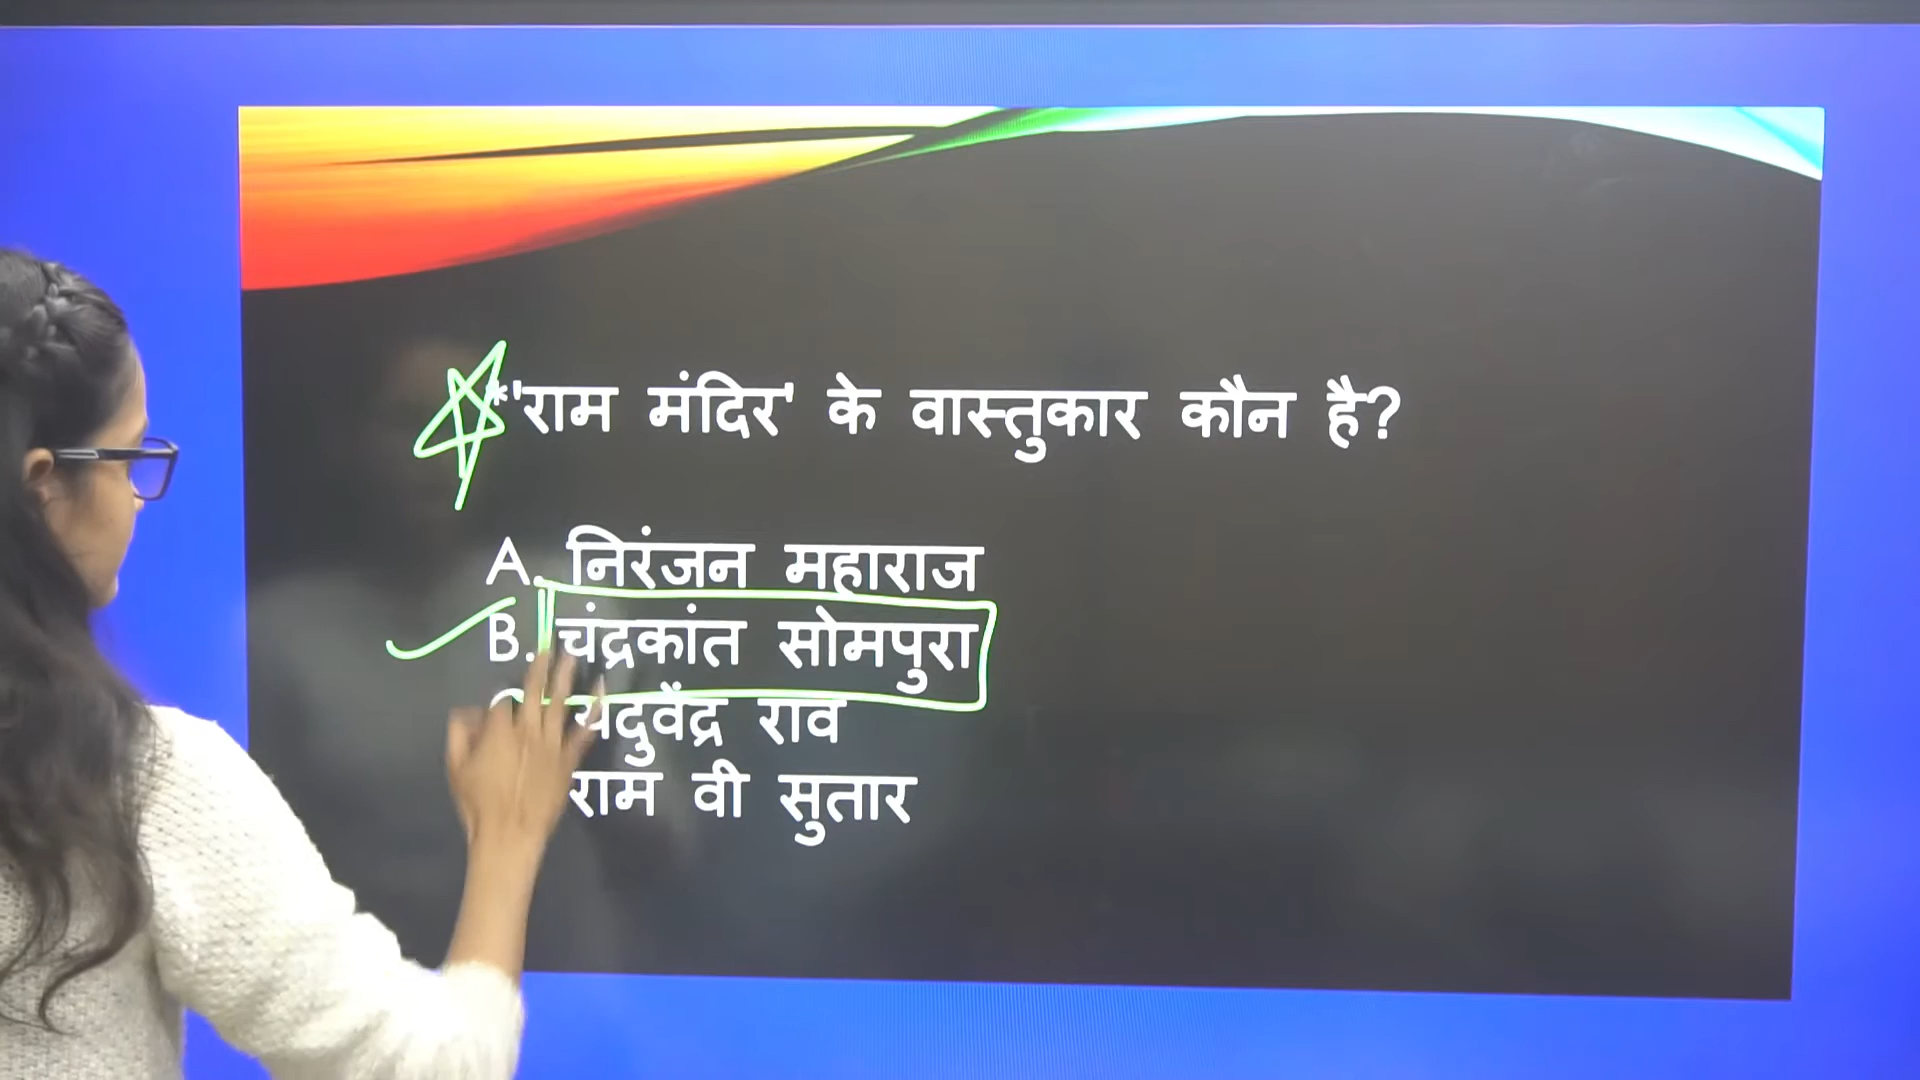 *'राम मंदिर' के वास्तुकार कौन है?
A. निरंजन महाराज
B. चंद्रकांत सोमपुरा
यदुवेंद्र राव
राम वी सुतार